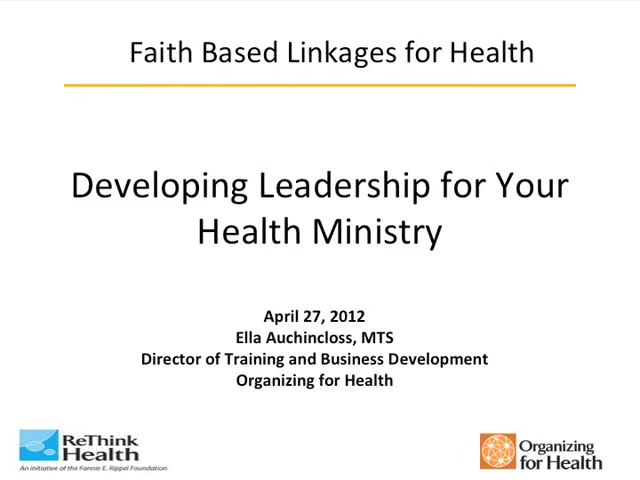 Faith Based Linkages for Health
Developing Leadership for Your
Health Ministry
April 27, 2012
Ella Auchincloss, MTS
Director of Training and Business Development
Organizing for Health
ReThink
Health
An initiative of the Fannie E. Rippel Foundation
Organizing
for Health